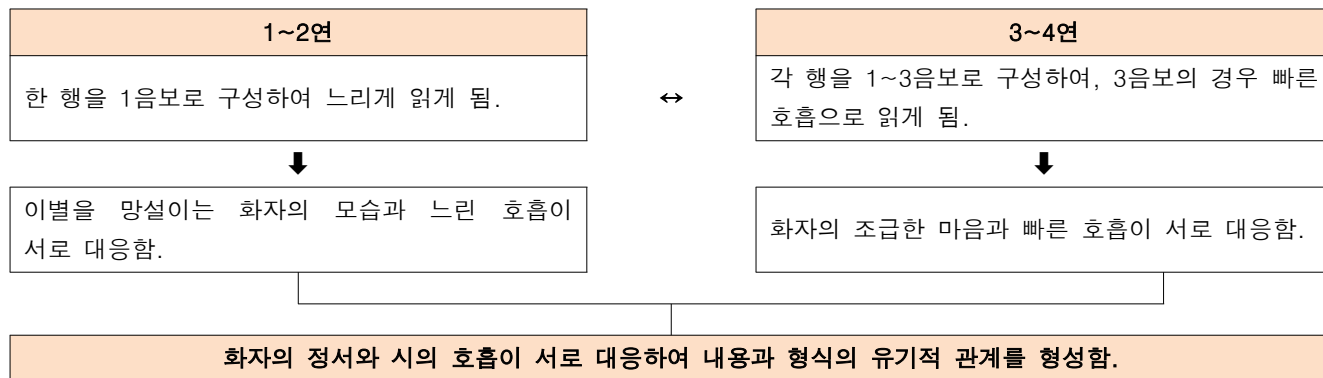 1~2연
한 행을 1음보로 구성하여 느리게 읽게 됨.
이별을 망설이는 화자의 모습과 느린 호흡이
서로 대응함.
↔
3~4연
각 행을 1~3음보로 구성하여, 3음보의 경우 빠른
호흡으로 읽게 됨.
화자의 조급한 마음과 빠른 호흡이 서로 대응함.
화자의 정서와 시의 호흡이 서로 대응하여 내용과 형식의 유기적 관계를 형성함.